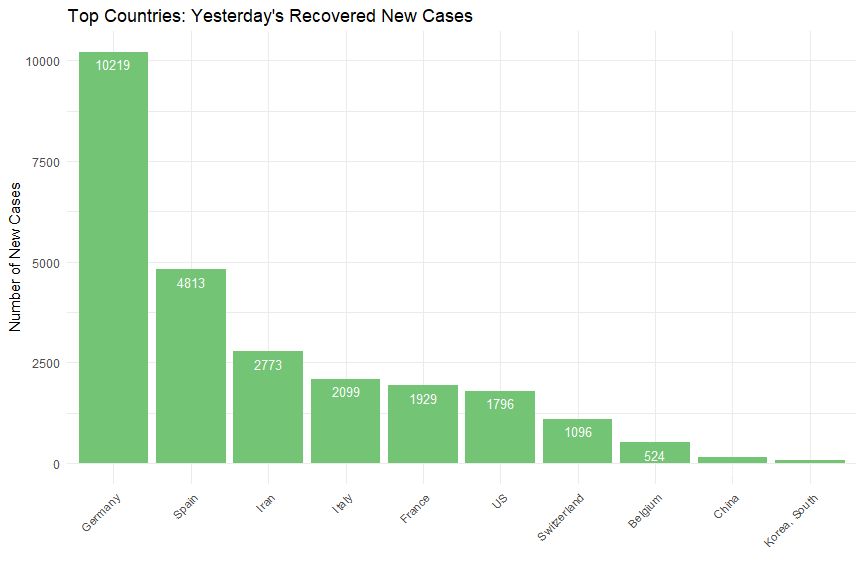 Top Countries: Yesterday's Recovered New Cases
Number of New Cases
10000
7500
5000
2500
0
10219
4813
2773
2099
1929
1796
1096
524
Germany
Spain
Iran
Italy
France
US
Switzerland
Belgium
China
Korea, South